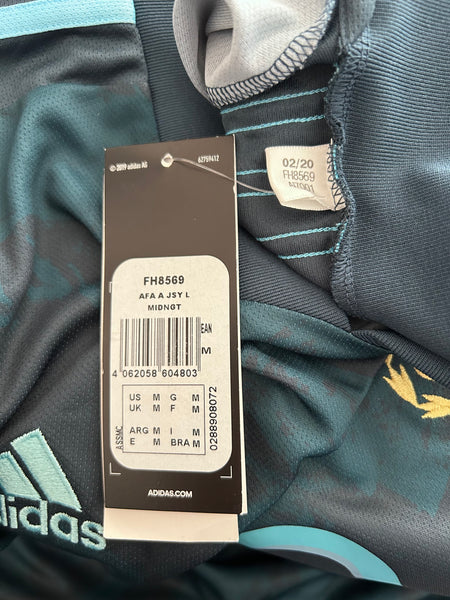 © 2019 adidas AG
62759412
02/20
FH8569
FH8569
AFA A JSY L
MIDNGT
EAN
M
4 062058 604803
US M G M
UK M F M
ARG M I M
E M BRA M
ASSMC
0288908072
ADIDAS.COM
adidas